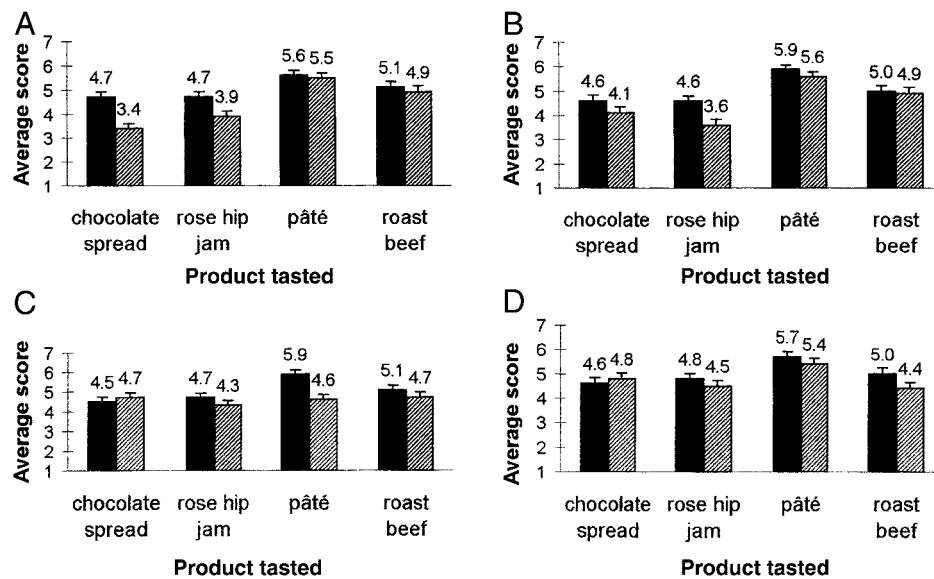 A
Average score
7
6
5
4
3
2
1
4.7
3.4
4.7
3.9
5.6
5.5
5.1
4.9
chocolate spread
rose hip jam
pâté
roast beef
Product tasted
B
Average score
7
6
5
4
3
2
1
4.6
4.1
4.6
3.6
5.9
5.6
5.0
4.9
chocolate spread
rose hip jam
pâté
roast beef
Product tasted
C
Average score
7
6
5
4
3
2
1
4.5
4.7
4.7
4.3
5.9
4.6
5.1
4.7
chocolate spread
rose hip jam
pâté
roast beef
Product tasted
D
Average score
7
6
5
4
3
2
1
4.6
4.8
4.8
4.5
5.7
5.4
5.0
4.4
chocolate spread
rose hip jam
pâté
roast beef
Product tasted